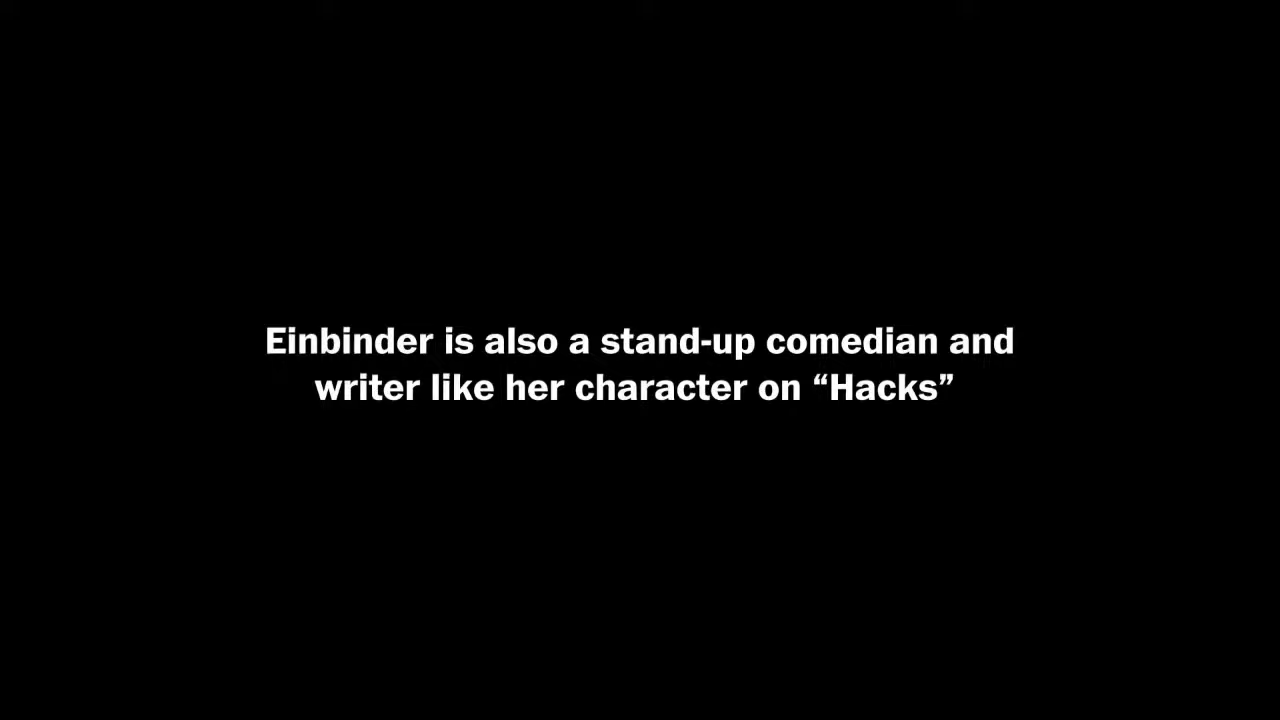 Einbinder is also a stand-up comedian and
writer like her character on “Hacks”